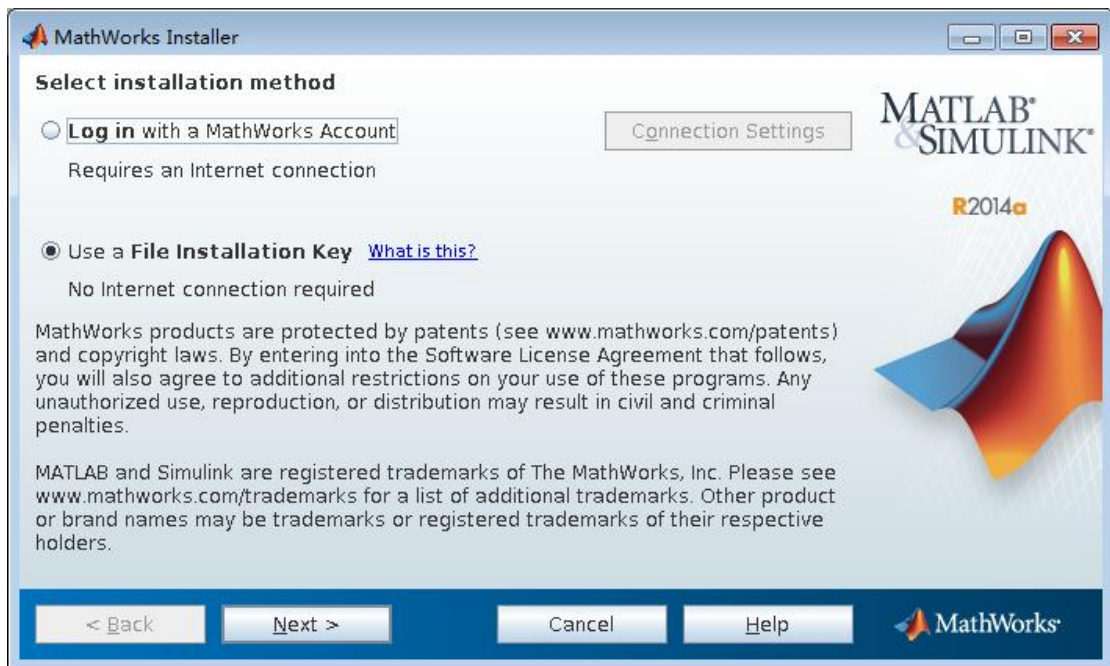 MathWorks Installer
Select installation method
Log in with a MathWorks Account
Connection Settings
Requires an Internet connection
Use a File Installation Key What is this?
No Internet connection required
MathWorks products are protected by patents (see www.mathworks.com/patents)
and copyright laws. By entering into the Software License Agreement that follows,
you will also agree to additional restrictions on your use of these programs. Any
unauthorized use, reproduction, or distribution may result in civil and criminal
penalties.
MATLAB and Simulink are registered trademarks of The MathWorks, Inc. Please see
www.mathworks.com/trademarks for a list of additional trademarks. Other product
or brand names may be trademarks or registered trademarks of their respective
holders.
MATLAB®
&SIMULINK®
R2014a
< Back
Next >
Cancel
Help
MathWorks®